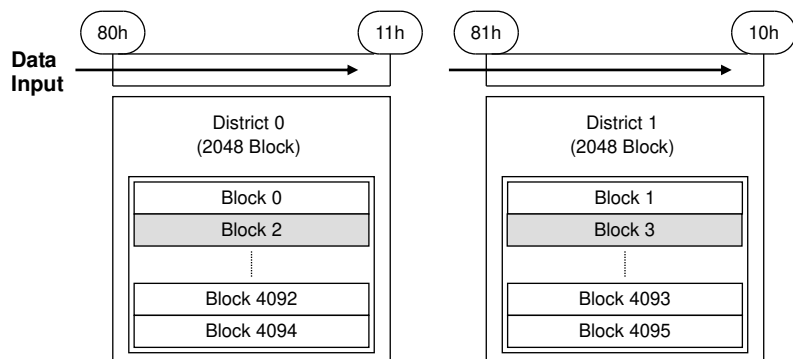 80h 11h 81h 10h
Data
Input
District 0
(2048 Block)
Block 0
Block 2
Block 4092
Block 4094
District 1
(2048 Block)
Block 1
Block 3
Block 4093
Block 4095